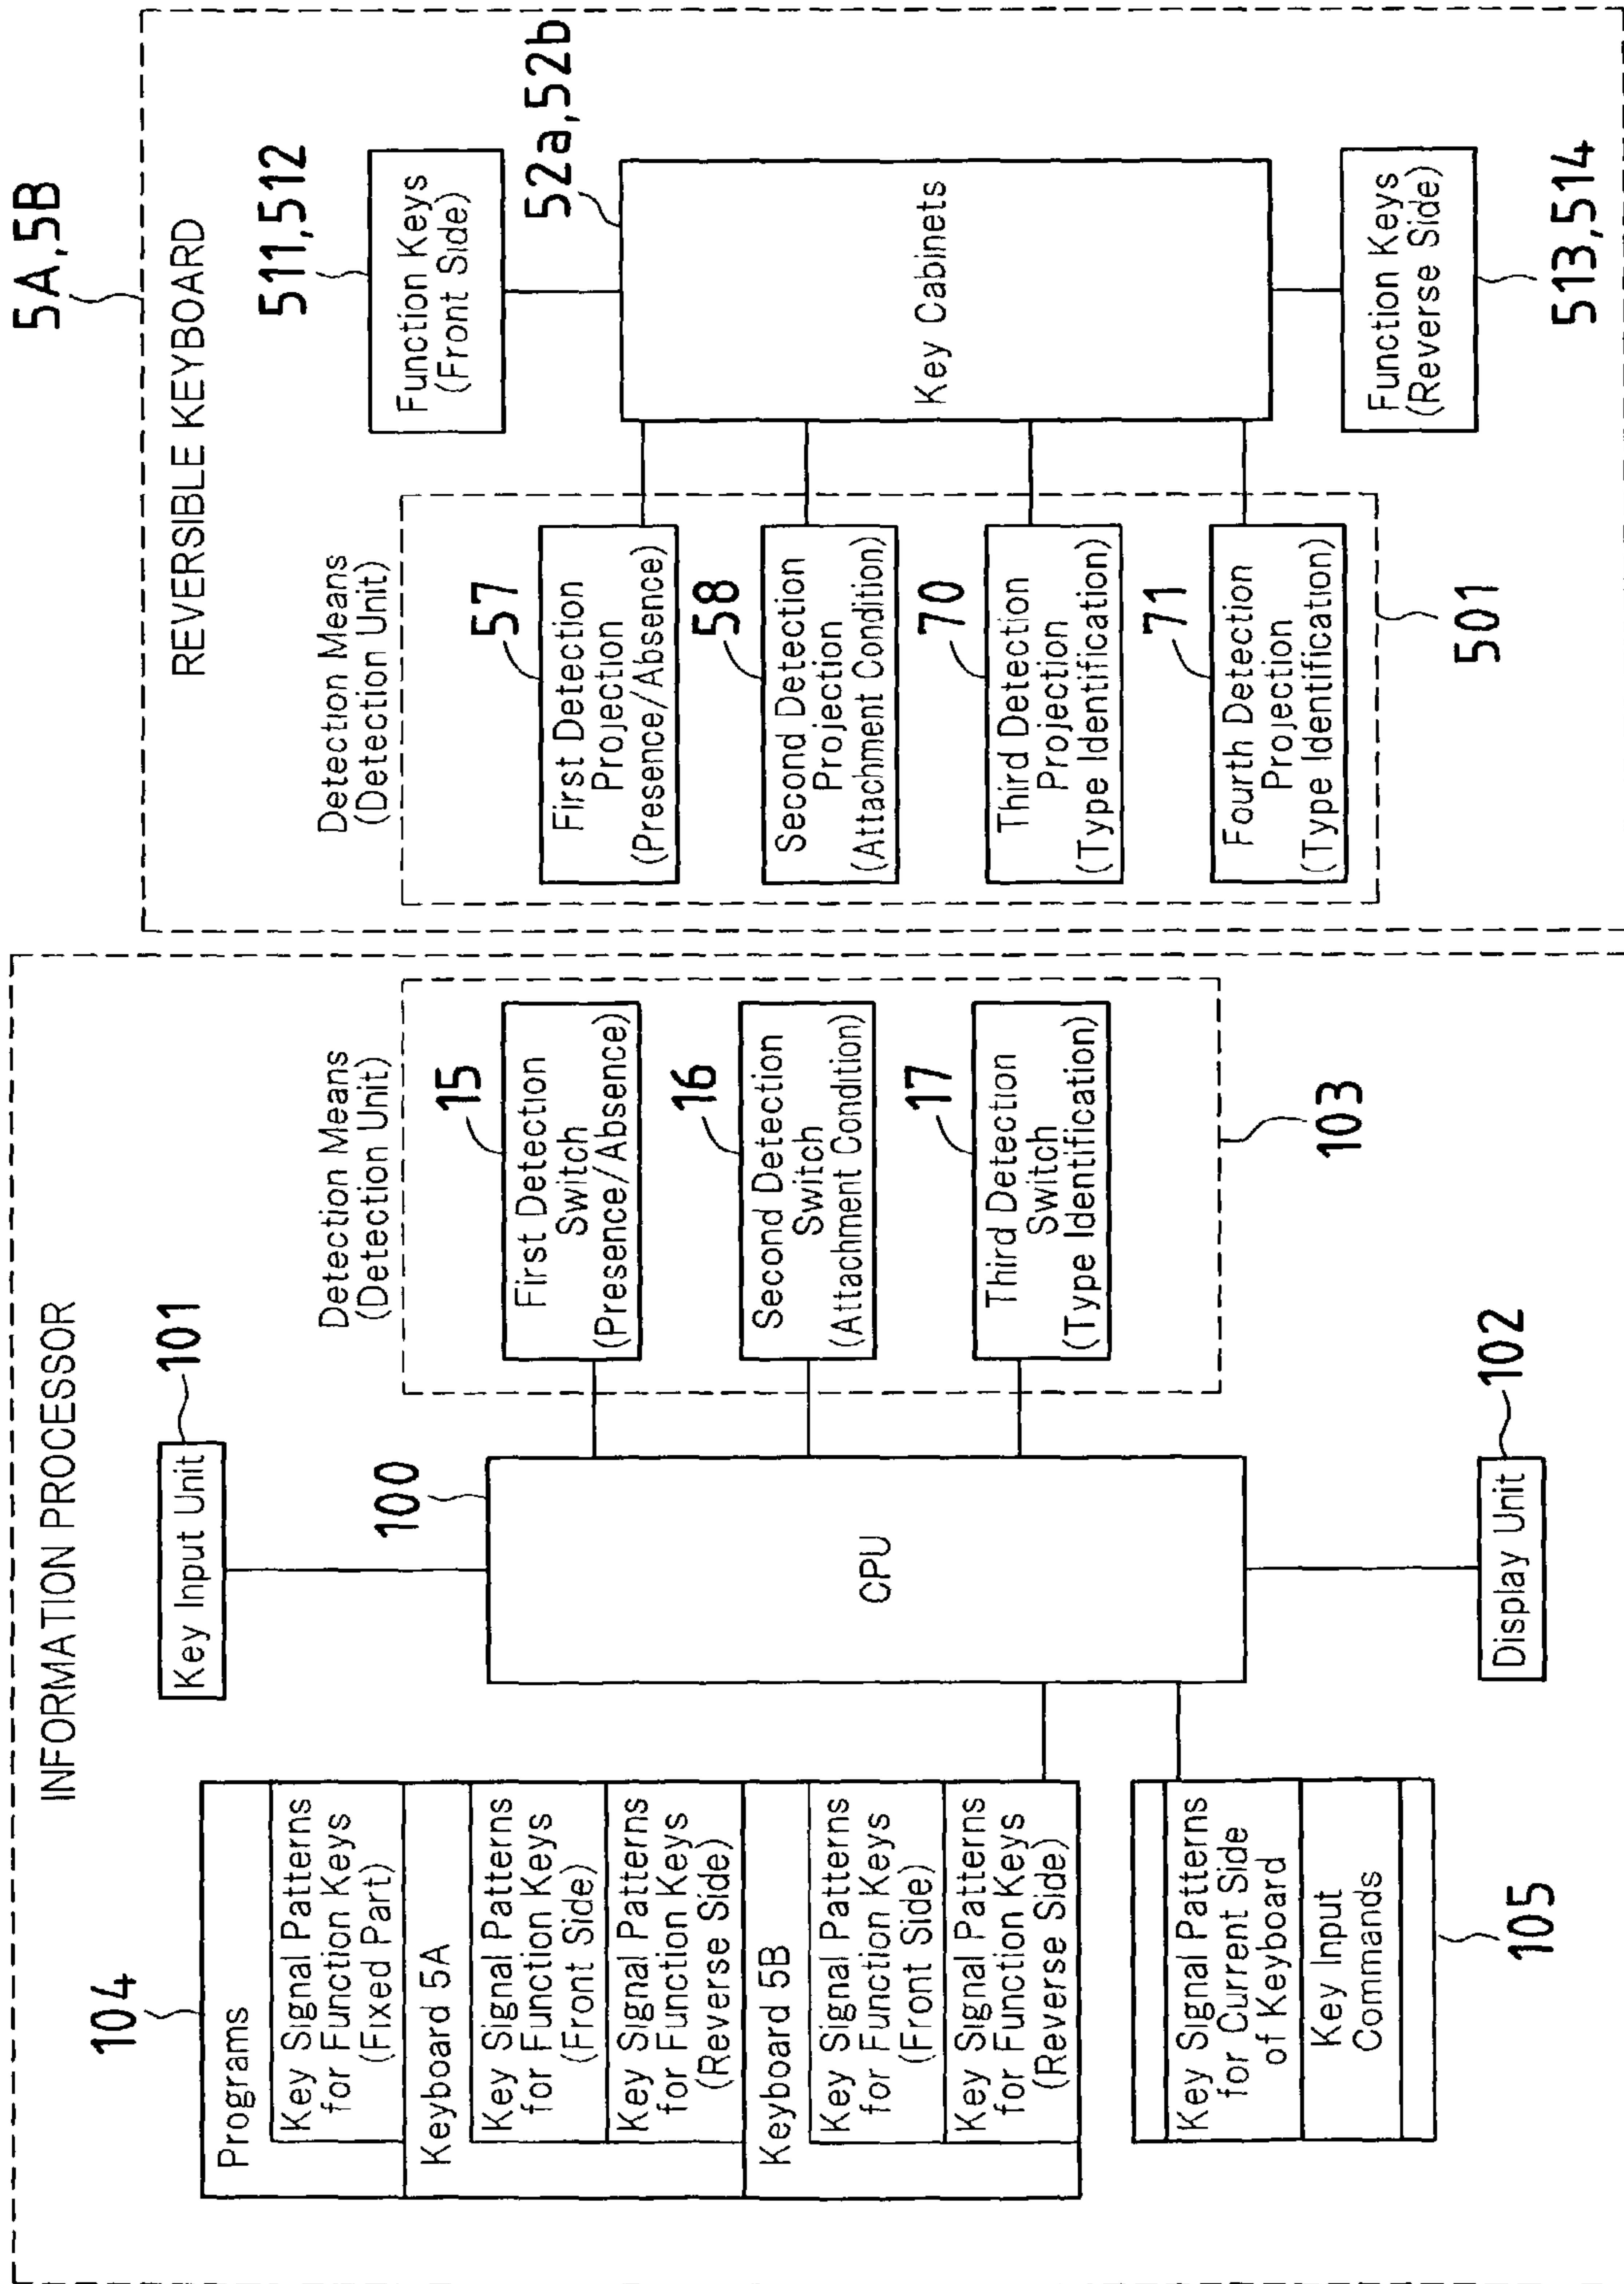 INFORMATION PROCESSOR
104
Programs
Key Signal Patterns
for Function Keys
(Fixed Part)
Keyboard 5A
Key Signal Patterns
for Function Keys
(Front Side)
Key Signal Patterns
for Function Keys
(Reverse Side)
Keyboard 5B
Key Signal Patterns
for Function Keys
(Front Side)
Key Signal Patterns
for Function Keys
(Reverse Side)
Key Signal Patterns
for Current Side
of Keyboard
Key Input
Commands
105
Key Input Unit
101
100
CPU
Display Unit
102
Detection Means
(Detection Unit)
15
First Detection
Switch
(Presence/Absence)
16
Second Detection
Switch
(Attachment Condition)
17
Third Detection
Switch
(Type Identification)
103
5A,5B
REVERSIBLE KEYBOARD
Detection Means
(Detection Unit)
57
First Detection
Projection
(Presence/Absence)
58
Second Detection
Projection
(Attachment Condition)
70
Third Detection
Projection
(Type Identification)
71
Fourth Detection
Projection
(Type Identification)
501
511,512
Function Keys
(Front Side)
52a,52b
Key Cabinets
Function Keys
(Reverse Side)
513,514